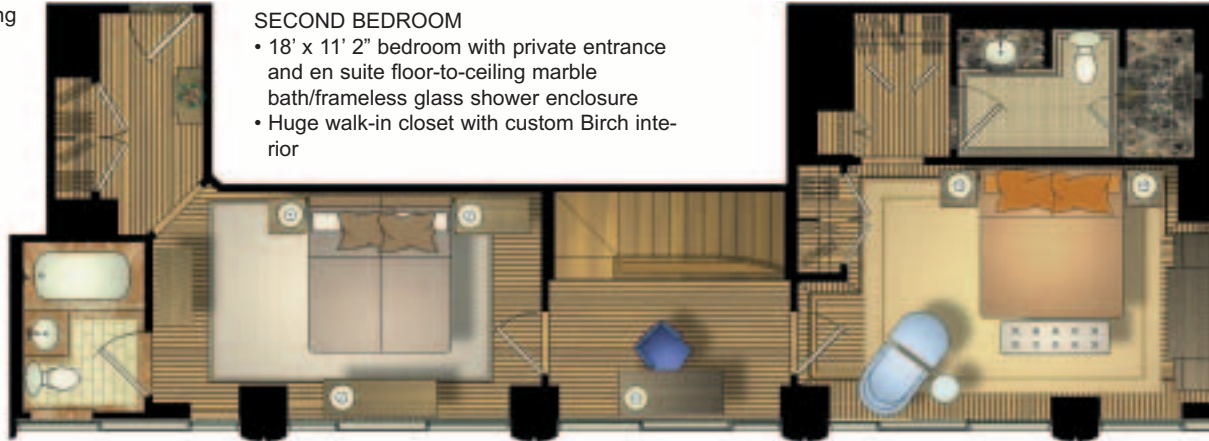 ng
SECOND BEDROOM
• 18’ x 11’ 2” bedroom with private entrance
and en suite floor-to-ceiling marble
bath/frameless glass shower enclosure
• Huge walk-in closet with custom Birch inte-
rior